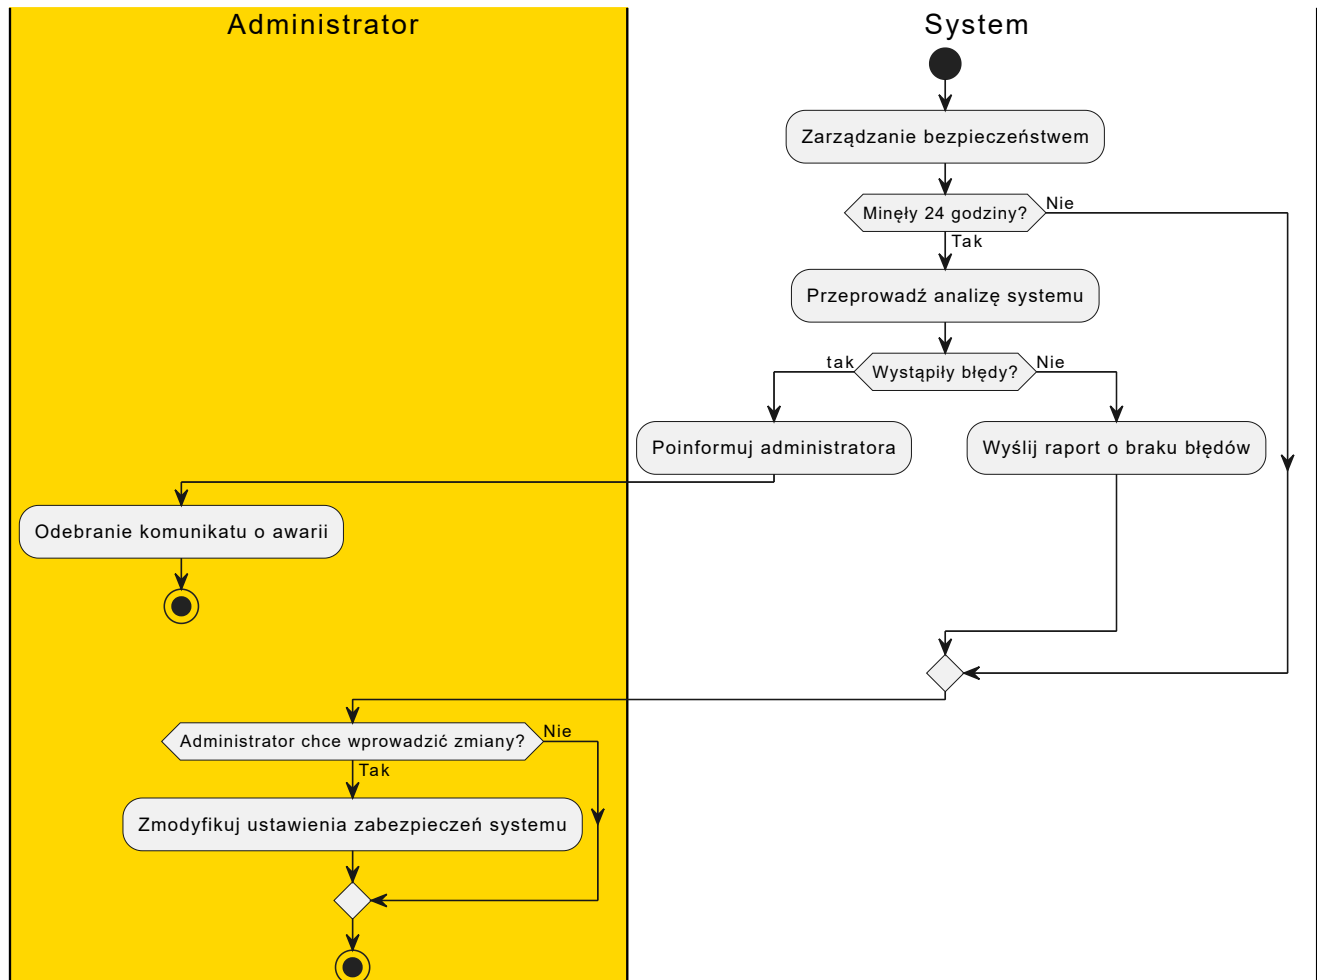 Administrator
System
Zarządzanie bezpieczeństwem
Minęły 24 godziny?
Nie
Tak
Przeprowadź analizę systemu
tak
Wystąpiły błędy?
Nie
Poinformuj administratora
Wyślij raport o braku błędów
Odebranie komunikatu o awarii
Administrator chce wprowadzić zmiany?
Nie
Tak
Zmodyfikuj ustawienia zabezpieczeń systemu